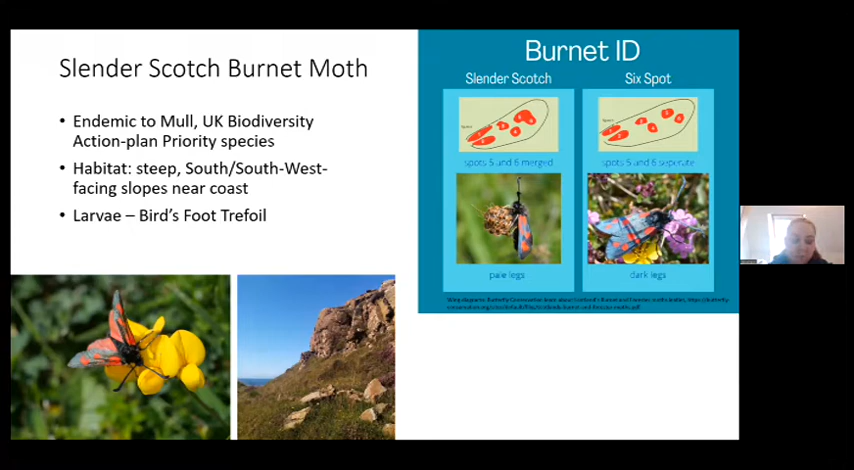 Slender Scotch Burnet Moth
• Endemic to Mull, UK Biodiversity
Action-plan Priority species
• Habitat: steep, South/South-West-
facing slopes near coast
• Larvae – Bird's Foot Trefoil
Burnet ID
Slender Scotch
Six Spot
spots 5 and 6 merged
spots 5 and 6 seperate
pale legs
dark legs